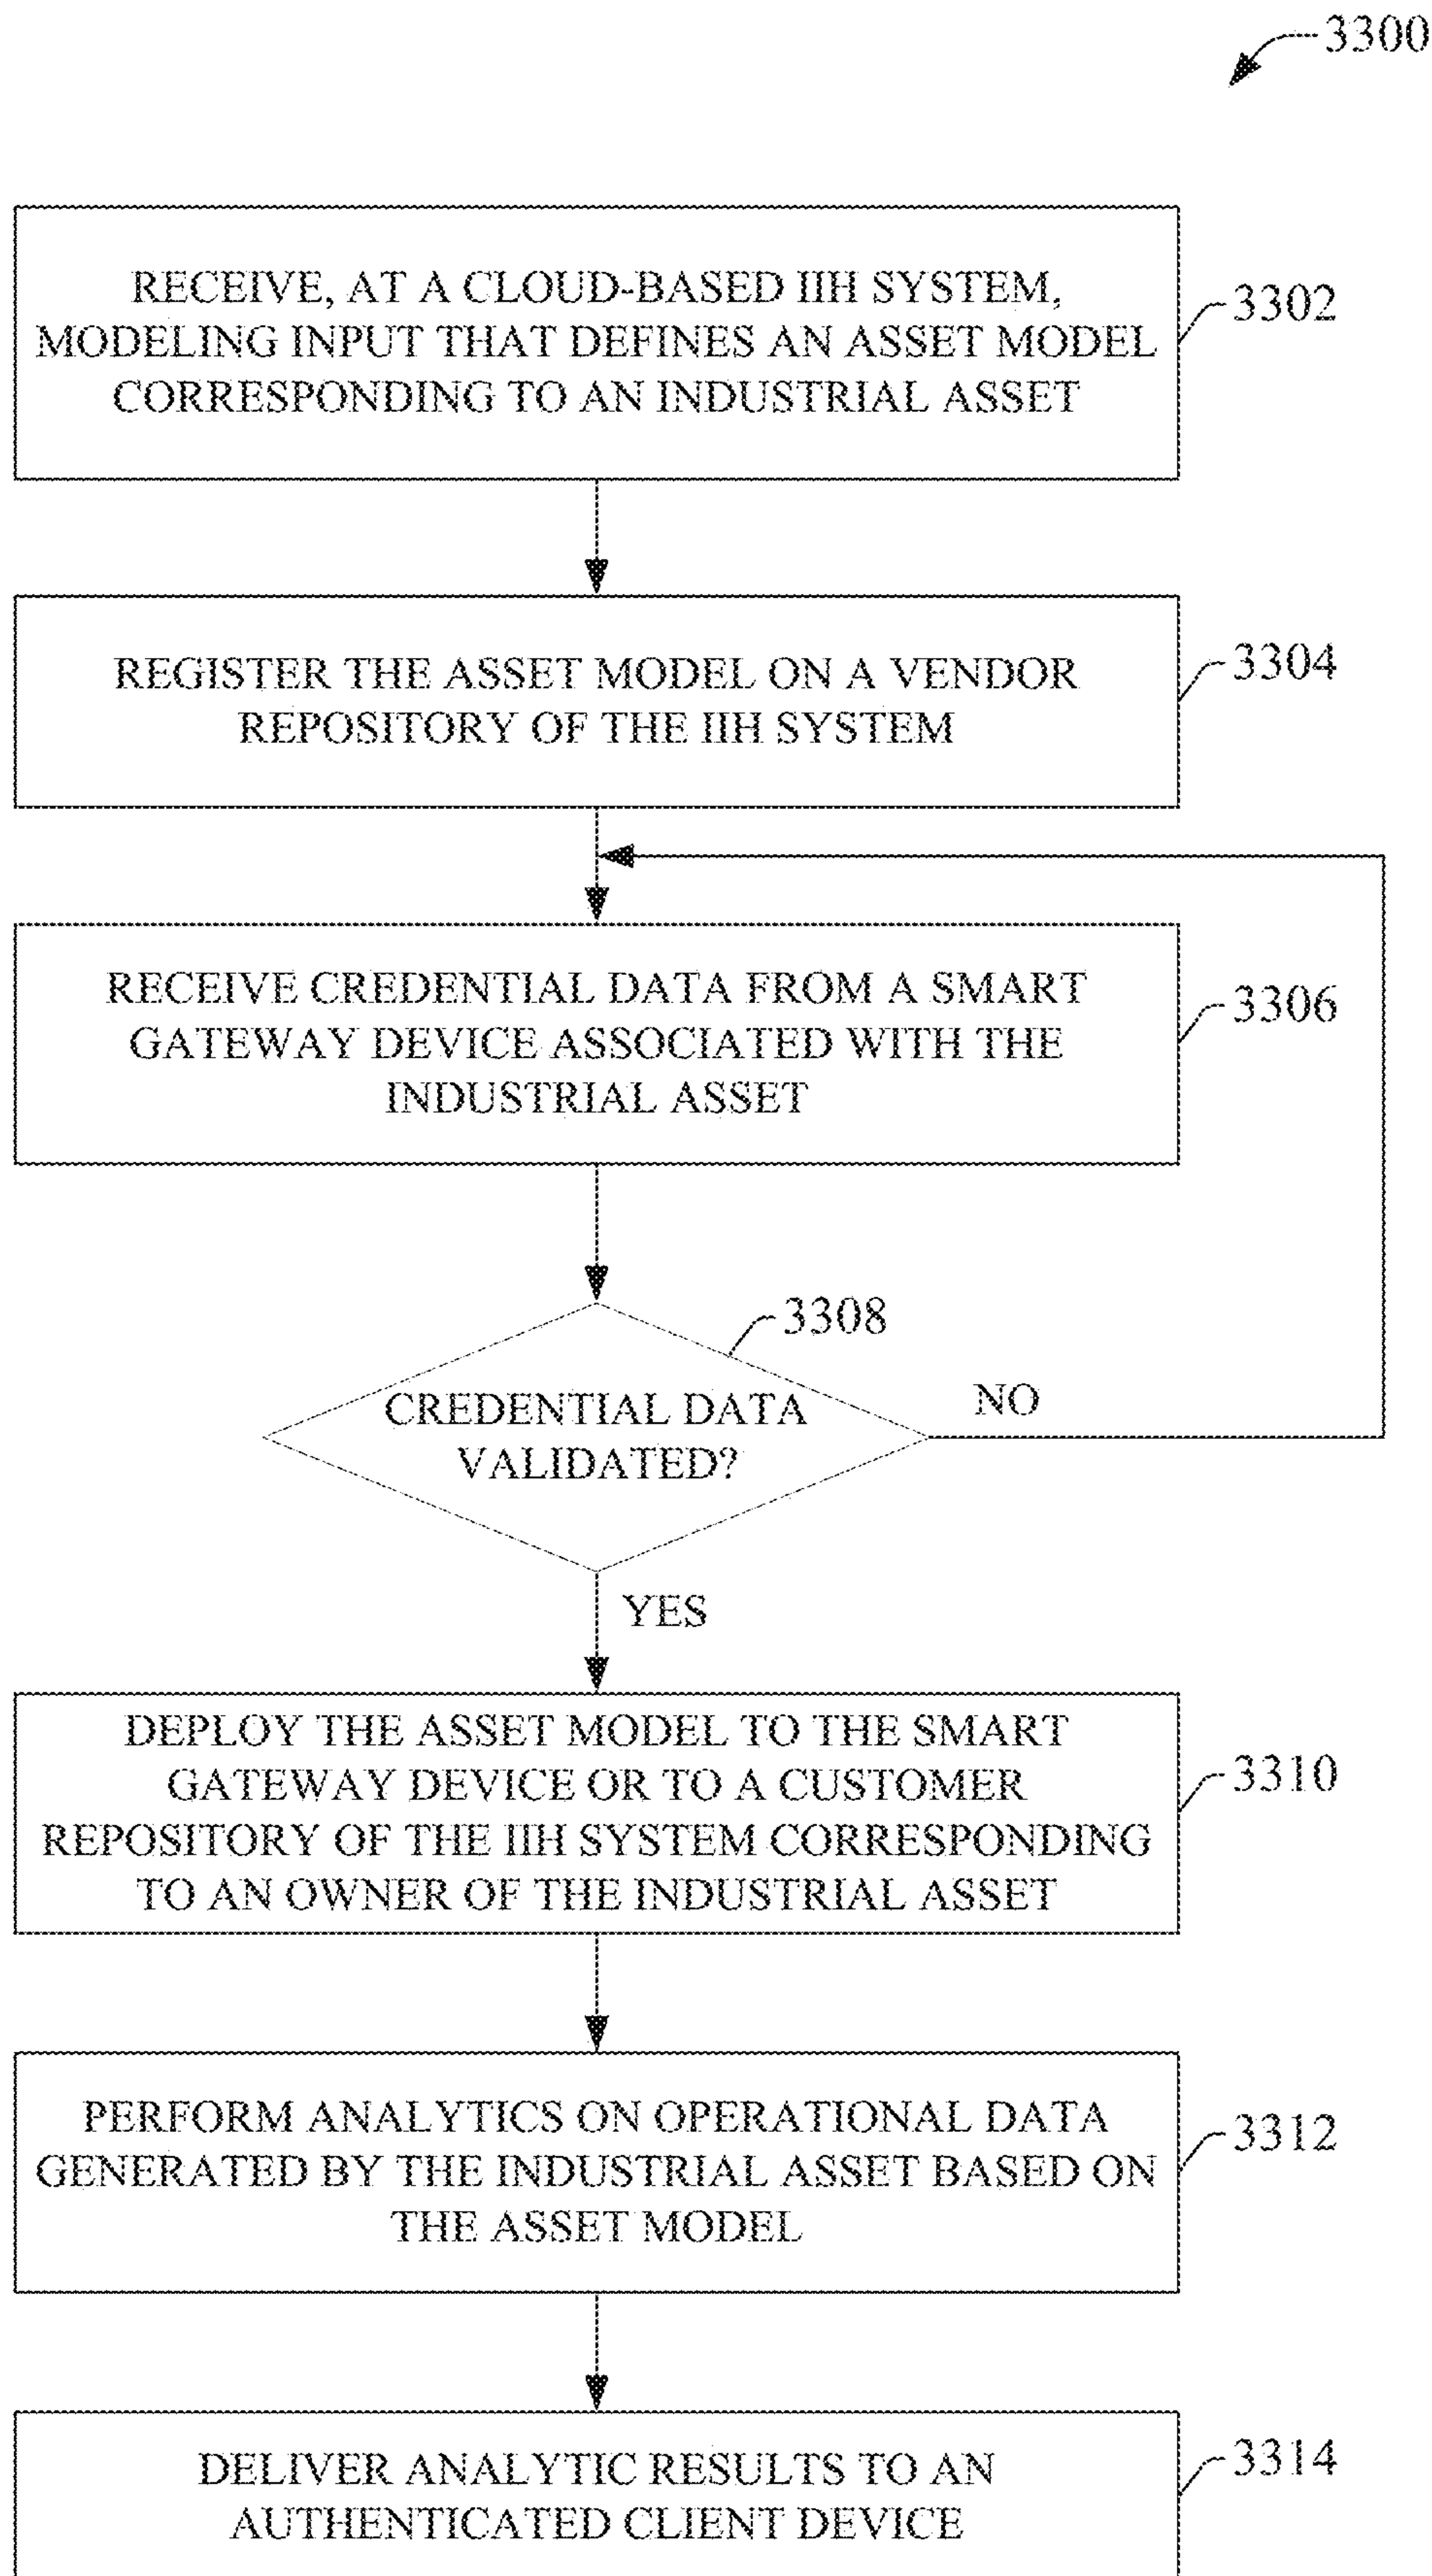 3300
RECEIVE, AT A CLOUD-BASED IIH SYSTEM,
MODELING INPUT THAT DEFINES AN ASSET MODEL
CORRESPONDING TO AN INDUSTRIAL ASSET
3302
REGISTER THE ASSET MODEL ON A VENDOR
REPOSITORY OF THE IIH SYSTEM
3304
RECEIVE CREDENTIAL DATA FROM A SMART
GATEWAY DEVICE ASSOCIATED WITH THE
INDUSTRIAL ASSET
3306
3308
CREDENTIAL DATA
VALIDATED?
NO
YES
DEPLOY THE ASSET MODEL TO THE SMART
GATEWAY DEVICE OR TO A CUSTOMER
REPOSITORY OF THE IIH SYSTEM CORRESPONDING
TO AN OWNER OF THE INDUSTRIAL ASSET
3310
PERFORM ANALYTICS ON OPERATIONAL DATA
GENERATED BY THE INDUSTRIAL ASSET BASED ON
THE ASSET MODEL
3312
DELIVER ANALYTIC RESULTS TO AN
AUTHENTICATED CLIENT DEVICE
3314